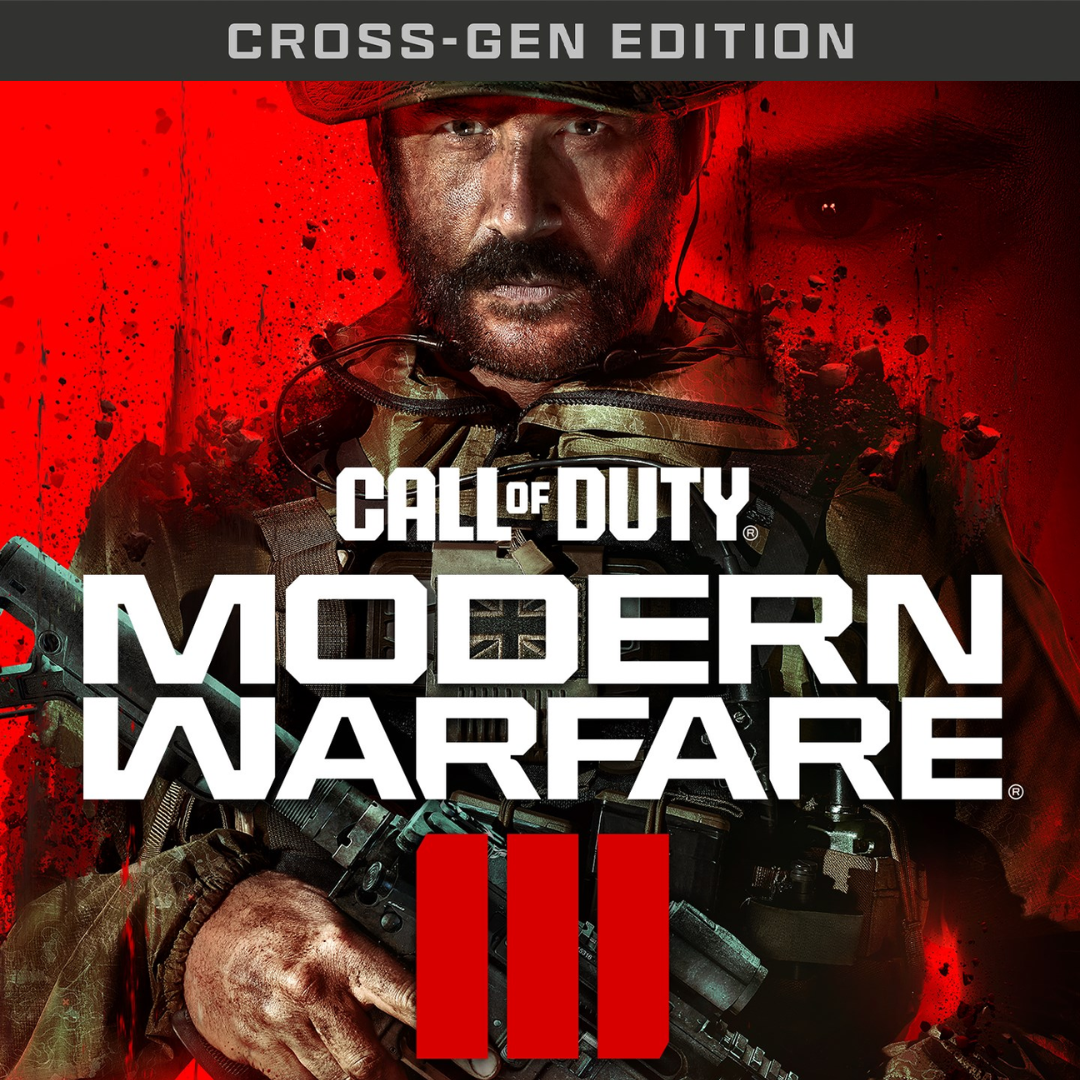 CROSS-GEN EDITION
CALL OF DUTY®
MODERN
WARFARE®
III